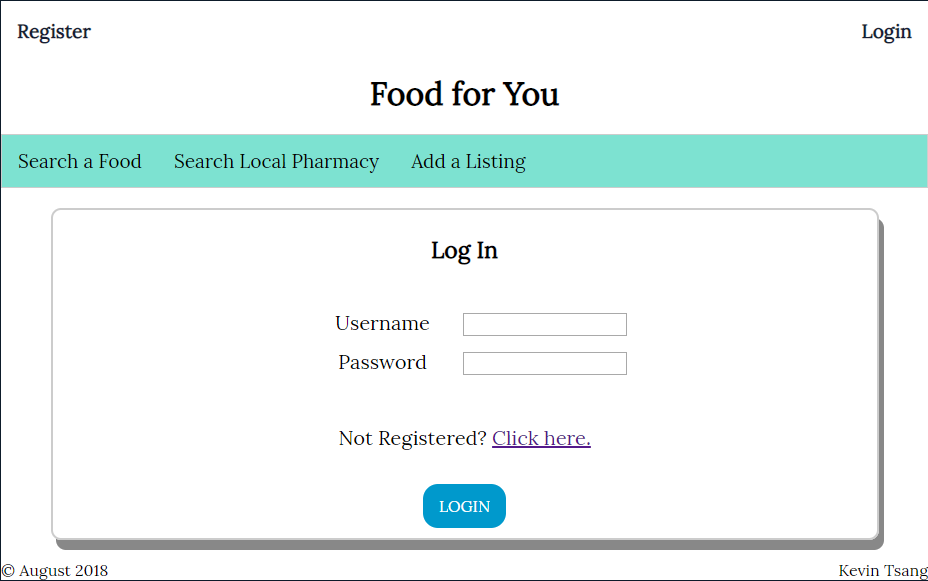 Register Login
Food for You
Search a Food Search Local Pharmacy Add a Listing
Log In
Username
Password
Not Registered? Click here.
LOGIN
© August 2018 Kevin Tsang